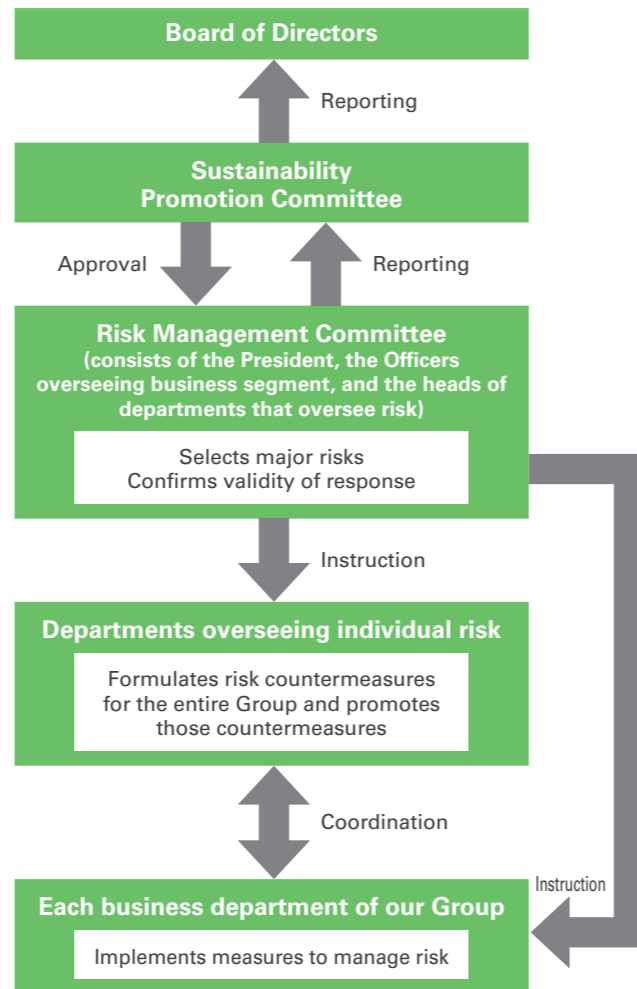 Board of Directors
Reporting
Sustainability
Promotion Committee
Approval
Reporting
Risk Management Committee
(consists of the President, the Officers
overseeing business segment, and the heads of
departments that oversee risk)
Selects major risks
Confirms validity of response
Instruction
Departments overseeing individual risk
Formulates risk countermeasures
for the entire Group and promotes
those countermeasures
Coordination
Instruction
Each business department of our Group
Implements measures to manage risk